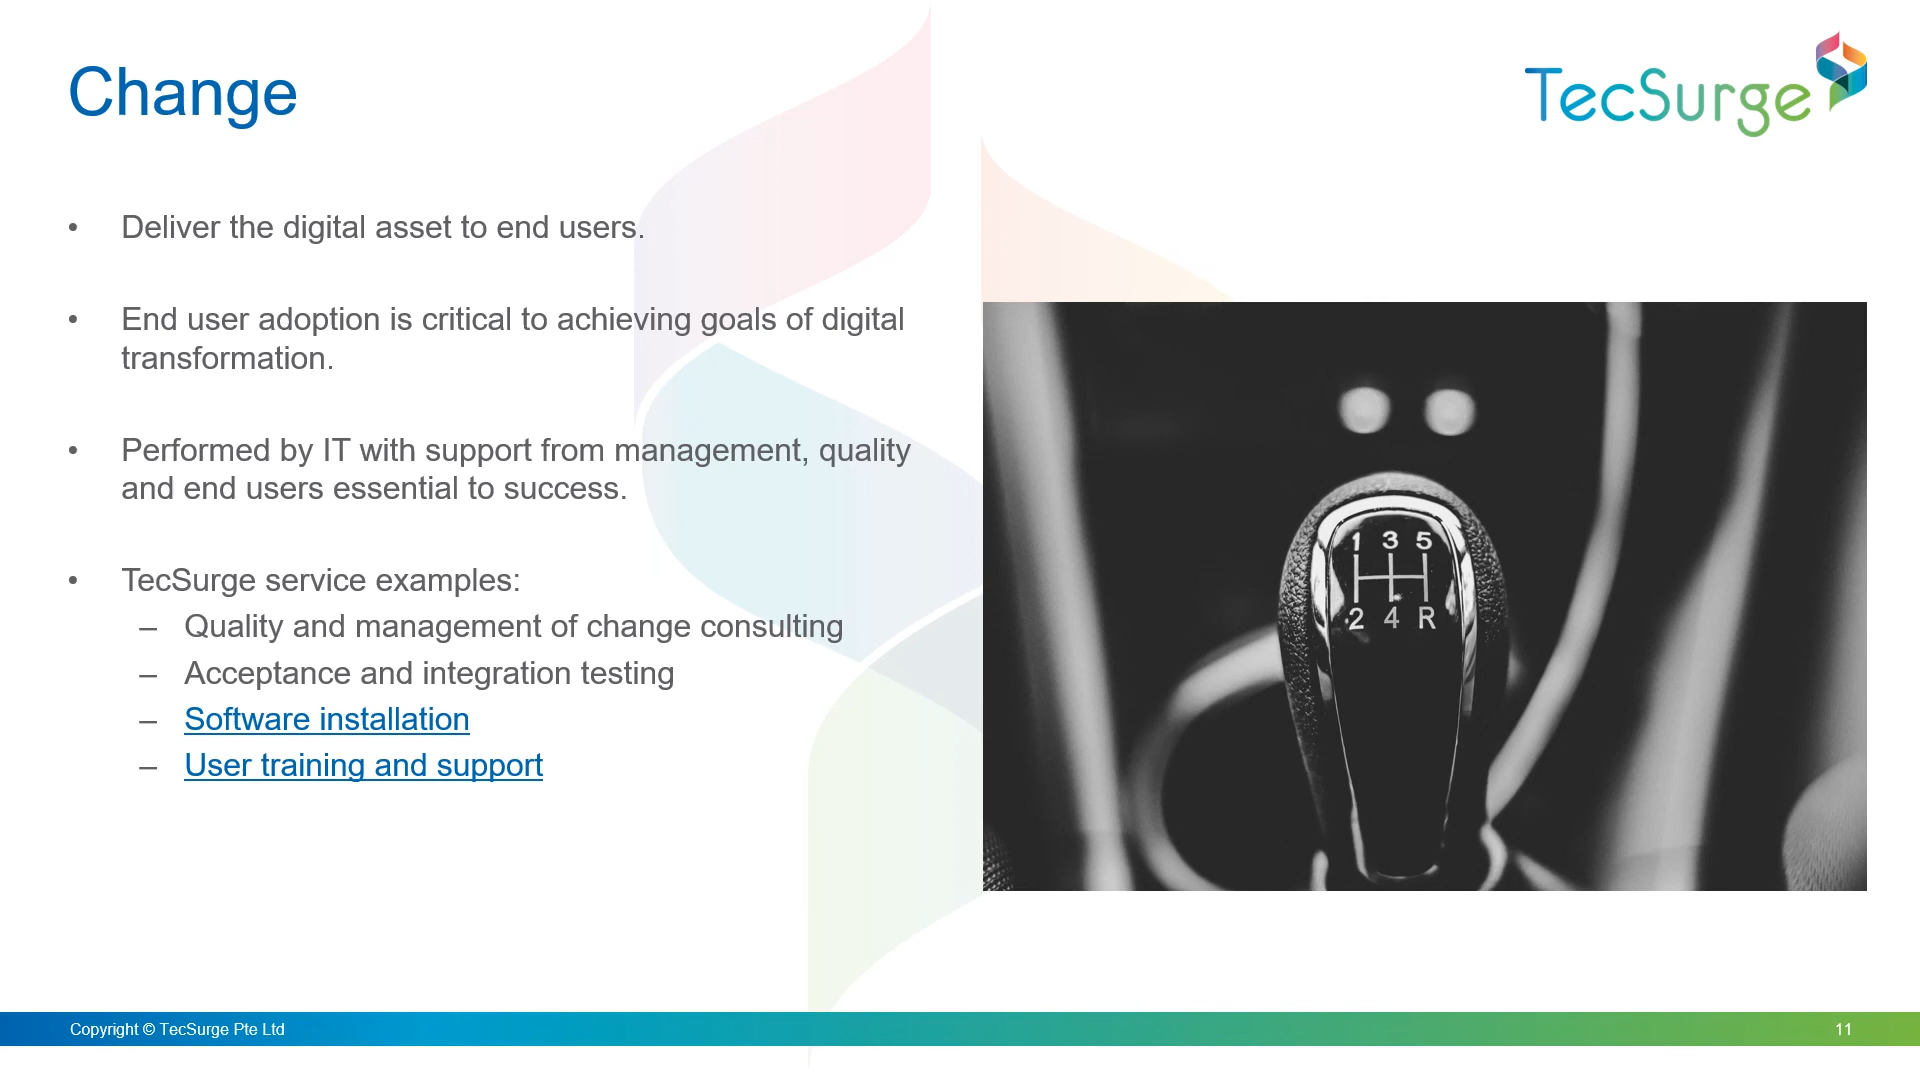 Change
TecSurge
• Deliver the digital asset to end users.
• End user adoption is critical to achieving goals of digital
transformation.
• Performed by IT with support from management, quality
and end users essential to success.
• TecSurge service examples:
– Quality and management of change consulting
– Acceptance and integration testing
– Software installation
– User training and support
1 3 5
2 4 R
Copyright © TecSurge Pte Ltd
11